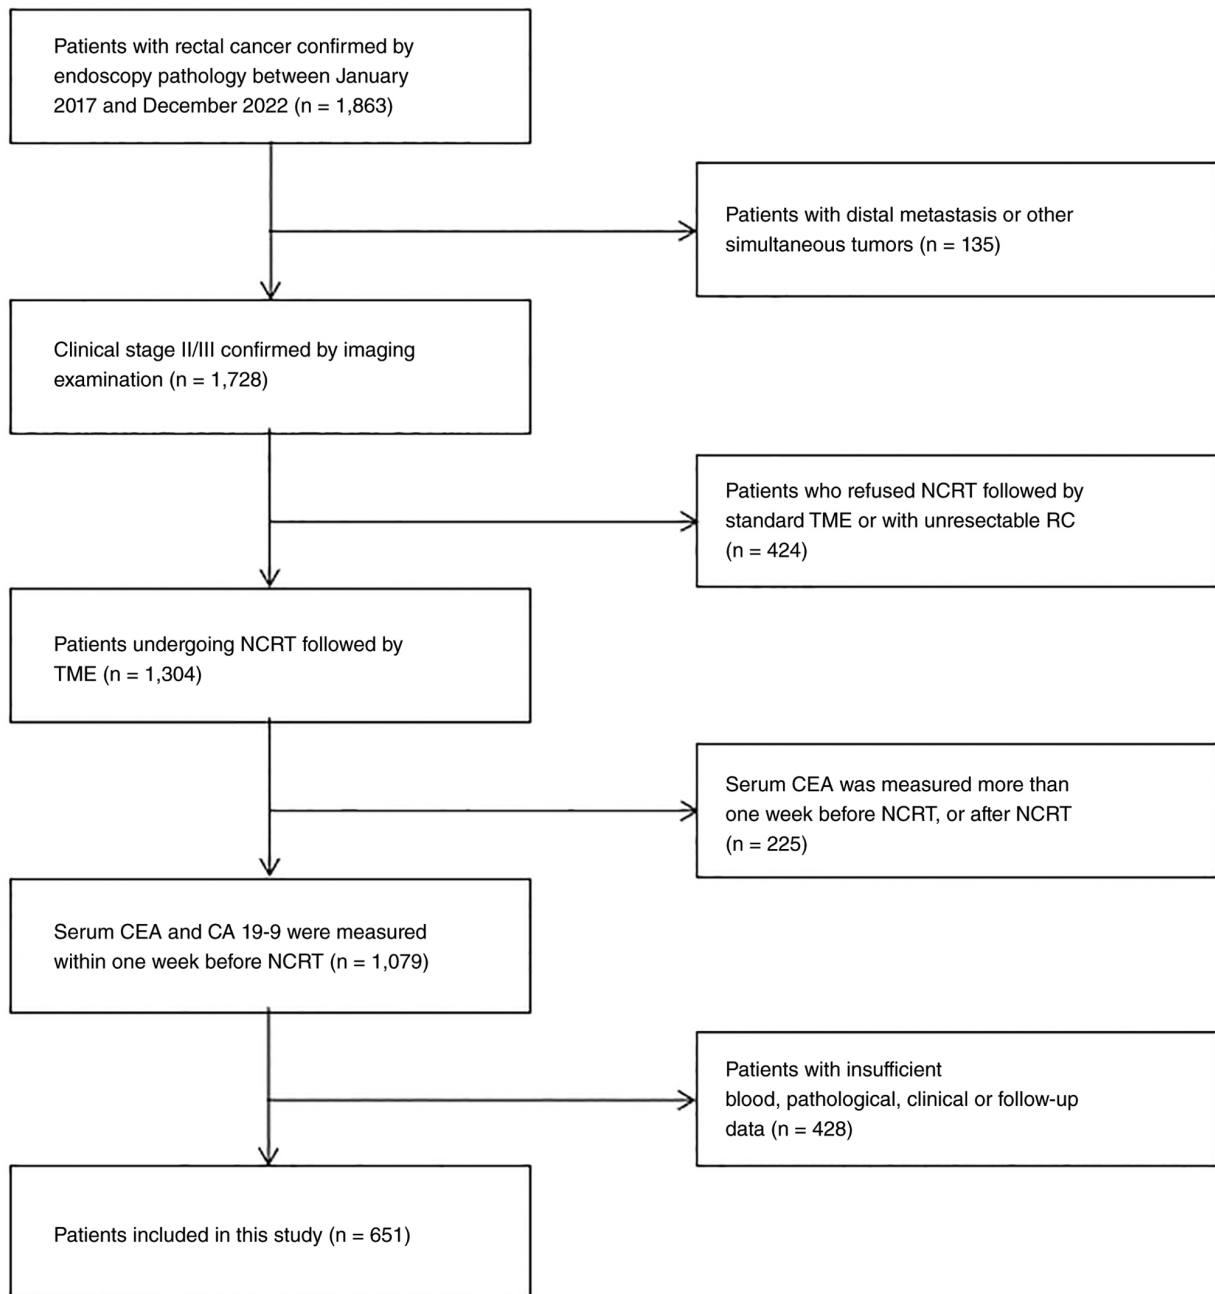 Patients with rectal cancer confirmed by
endoscopy pathology between January
2017 and December 2022 (n = 1,863)
Patients with distal metastasis or other
simultaneous tumors (n = 135)
Clinical stage II/III confirmed by imaging
examination (n = 1,728)
Patients who refused NCRT followed by
standard TME or with unresectable RC
(n = 424)
Patients undergoing NCRT followed by
TME (n = 1,304)
Serum CEA was measured more than
one week before NCRT, or after NCRT
(n = 225)
Serum CEA and CA 19-9 were measured
within one week before NCRT (n = 1,079)
Patients with insufficient
blood, pathological, clinical or follow-up
data (n = 428)
Patients included in this study (n = 651)